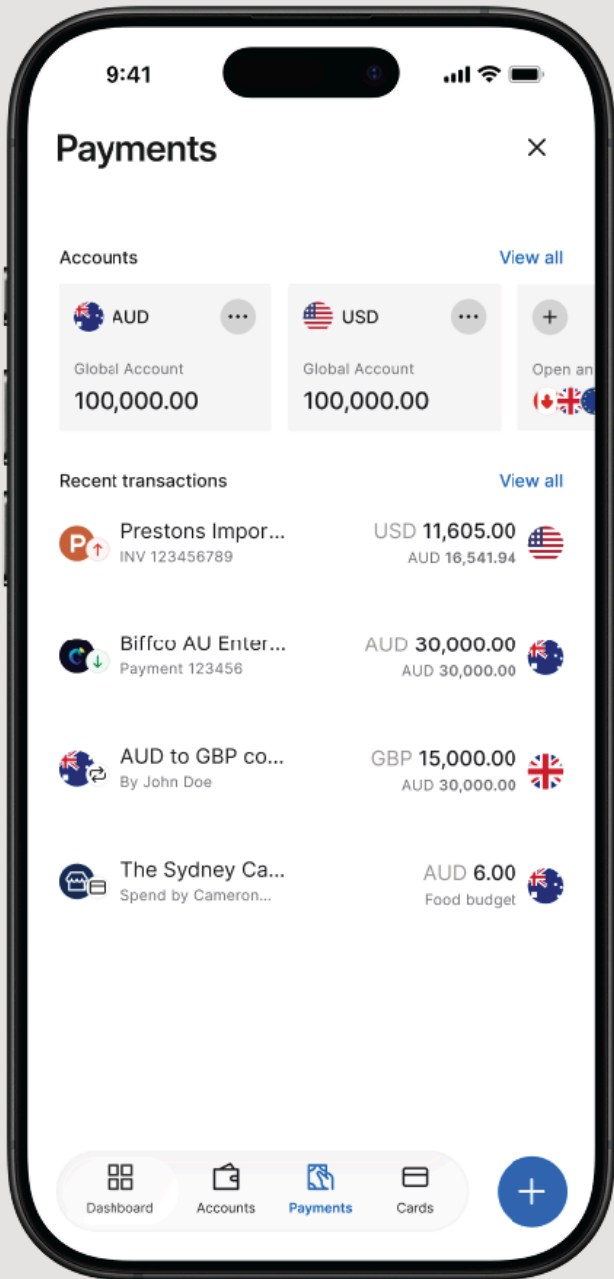 9:41
Payments
Accounts
View all
AUD
USD
Global Account
100,000.00
Global Account
100,000.00
Open an
Recent transactions
View all
P
Prestons Impor...
USD 11,605.00
INV 123456789
AUD 16,541.94
Biffco AU Enter...
AUD 30,000.00
Payment 123456
AUD 30,000.00
AUD to GBP co...
GBP 15,000.00
By John Doe
AUD 30,000.00
The Sydney Ca...
AUD 6.00
Spend by Cameron...
Food budget
Dashboard
Accounts
Payments
Cards